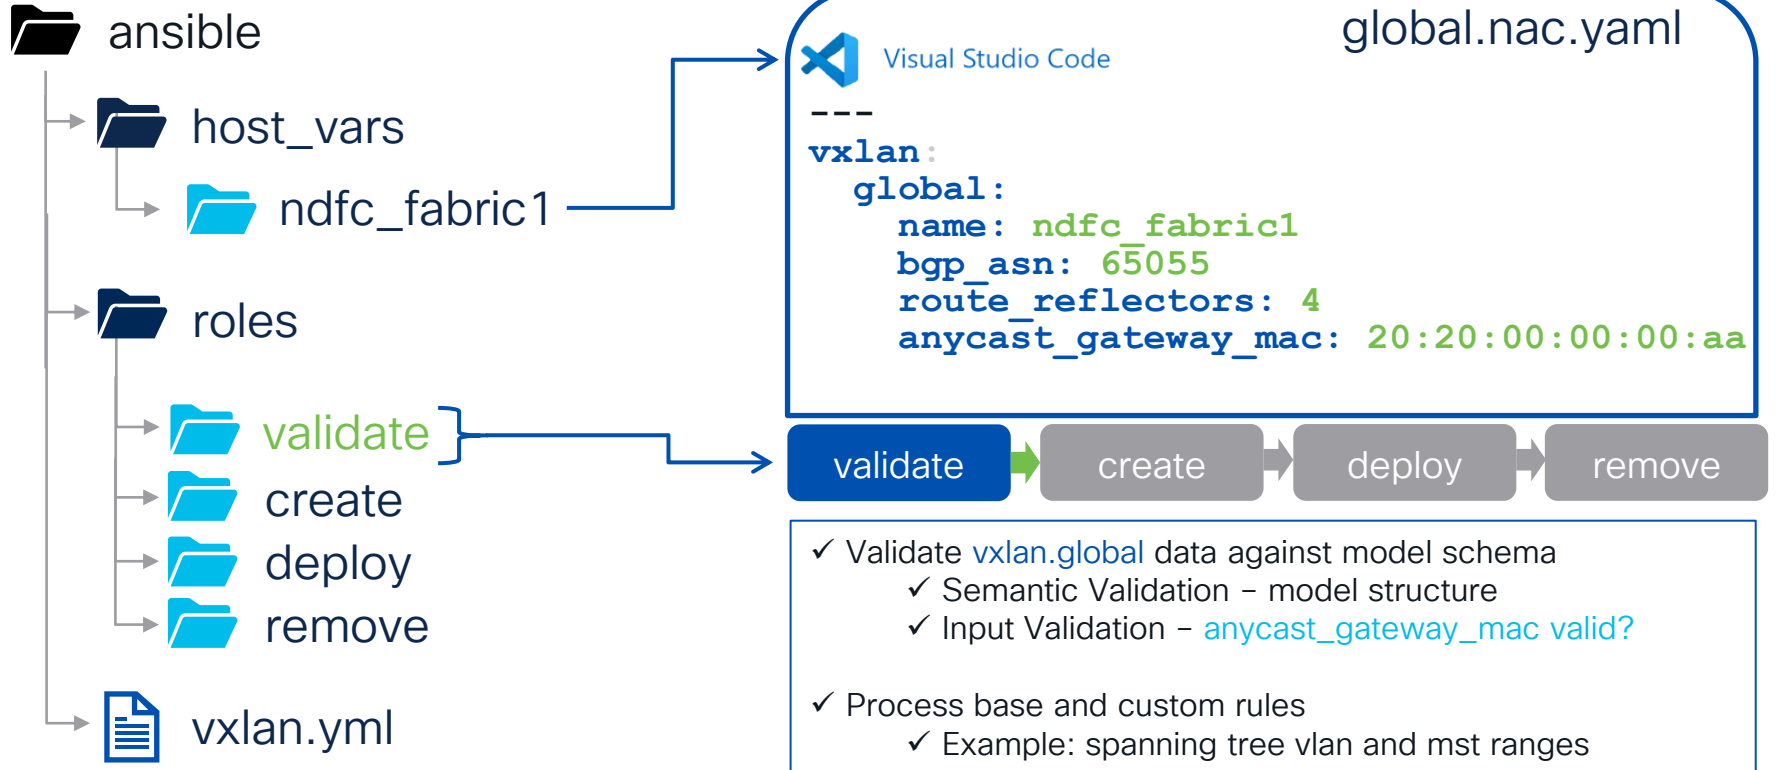 ansible
host_vars
ndfc_fabric1
roles
validate
create
deploy
remove
vxlan.yml
global.nac.yaml
Visual Studio Code
---
vxlan:
global:
name: ndfc_fabric1
bgp_asn: 65055
route_reflectors: 4
anycast_gateway_mac: 20:20:00:00:00:aa
validate create deploy remove
✓ Validate vxlan.global data against model schema
✓ Semantic Validation – model structure
✓ Input Validation – anycast_gateway_mac valid?
✓ Process base and custom rules
✓ Example: spanning tree vlan and mst ranges